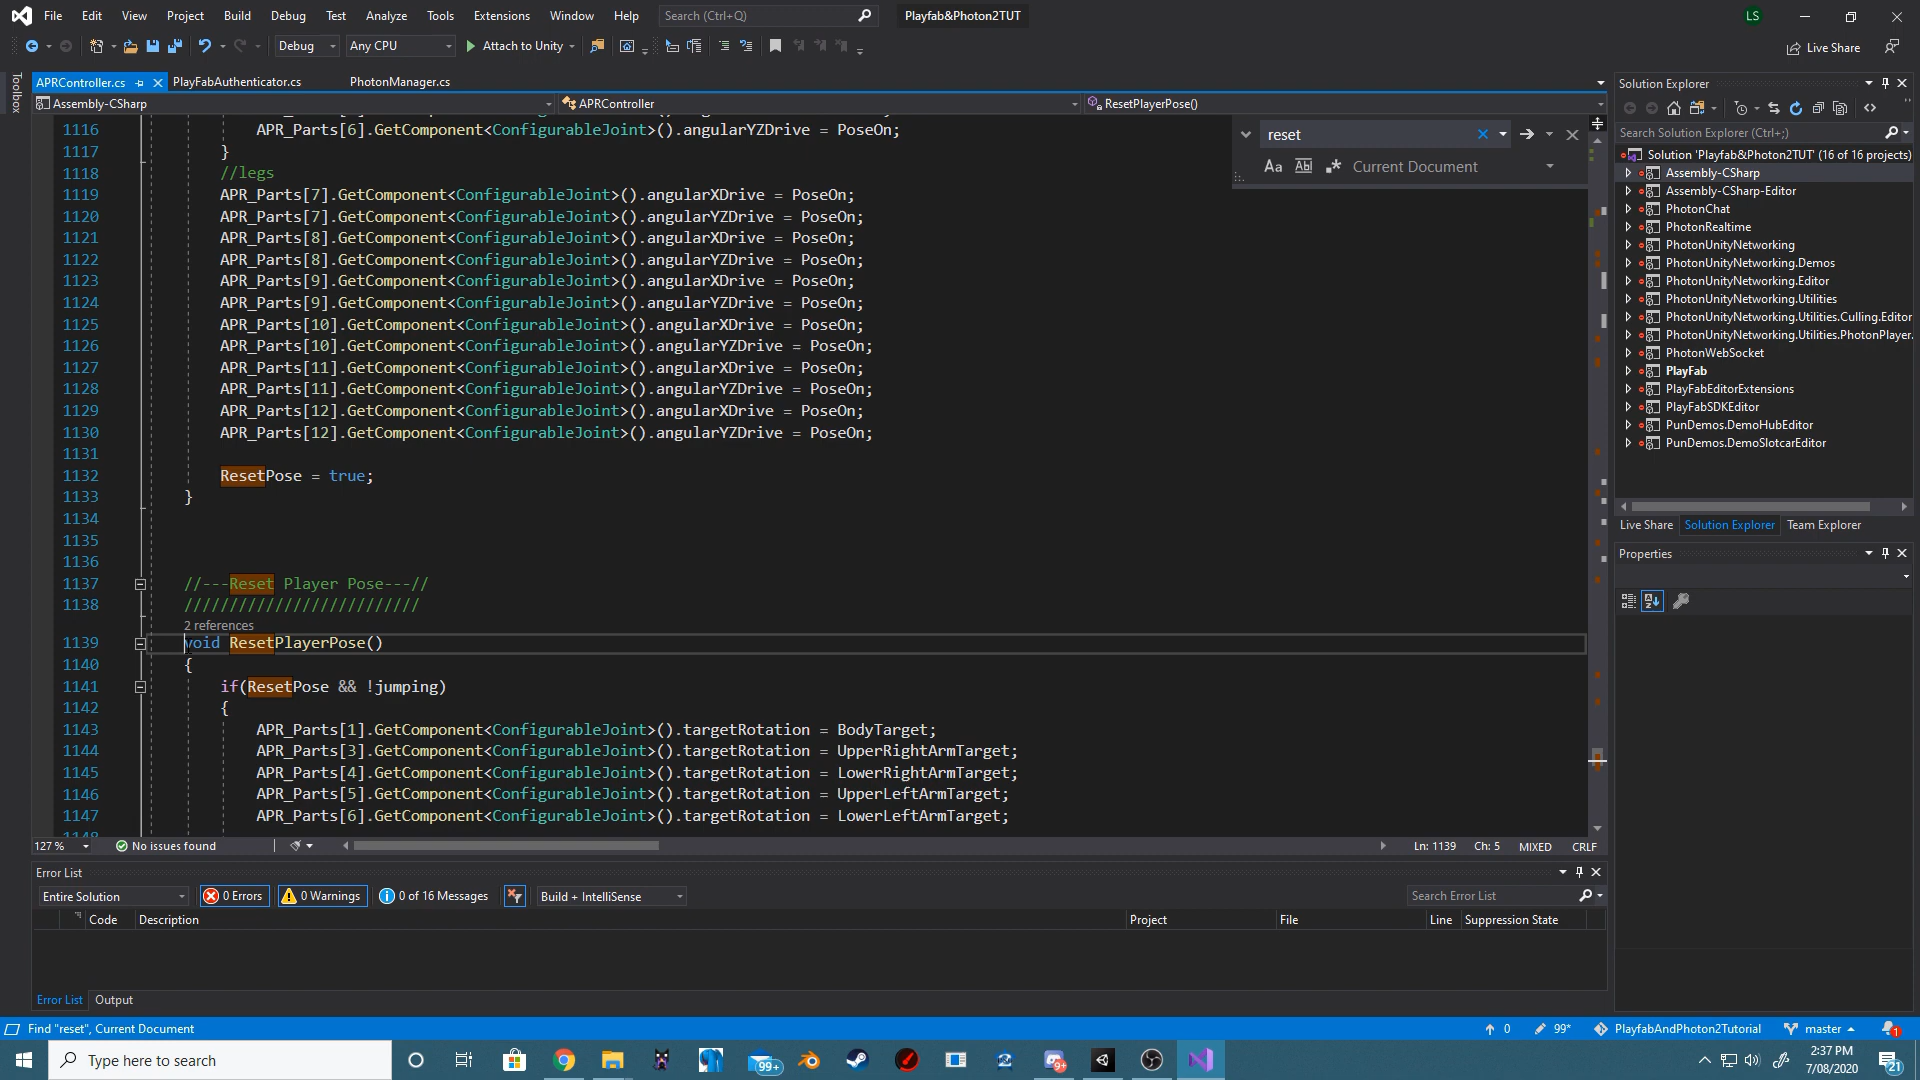 File Edit View Project Build Debug Test Analyze Tools Extensions Window Help Search (Ctrl+Q) Playfab&Photon2TUT LS
Debug Any CPU Attach to Unity Live Share
APRController.cs PlayFabAuthenticator.cs PhotonManager.cs
Assembly-CSharp APRController ResetPlayerPose()
Toolbox
1116 APR_Parts[6].GetComponent<ConfigurableJoint>().angularYZDrive = PoseOn;
1117 }
1118 //legs
1119 APR_Parts[7].GetComponent<ConfigurableJoint>().angularXDrive = PoseOn;
1120 APR_Parts[7].GetComponent<ConfigurableJoint>().angularYZDrive = PoseOn;
1121 APR_Parts[8].GetComponent<ConfigurableJoint>().angularXDrive = PoseOn;
1122 APR_Parts[8].GetComponent<ConfigurableJoint>().angularYZDrive = PoseOn;
1123 APR_Parts[9].GetComponent<ConfigurableJoint>().angularXDrive = PoseOn;
1124 APR_Parts[9].GetComponent<ConfigurableJoint>().angularYZDrive = PoseOn;
1125 APR_Parts[10].GetComponent<ConfigurableJoint>().angularXDrive = PoseOn;
1126 APR_Parts[10].GetComponent<ConfigurableJoint>().angularYZDrive = PoseOn;
1127 APR_Parts[11].GetComponent<ConfigurableJoint>().angularXDrive = PoseOn;
1128 APR_Parts[11].GetComponent<ConfigurableJoint>().angularYZDrive = PoseOn;
1129 APR_Parts[12].GetComponent<ConfigurableJoint>().angularXDrive = PoseOn;
1130 APR_Parts[12].GetComponent<ConfigurableJoint>().angularYZDrive = PoseOn;
1131
1132 ResetPose = true;
1133 }
1134
1135
1136
1137 //---Reset Player Pose---//
1138 //////////////////////////
2 references
1139 void ResetPlayerPose()
1140 {
1141 if(ResetPose && !jumping)
1142 {
1143 APR_Parts[1].GetComponent<ConfigurableJoint>().targetRotation = BodyTarget;
1144 APR_Parts[3].GetComponent<ConfigurableJoint>().targetRotation = UpperRightArmTarget;
1145 APR_Parts[4].GetComponent<ConfigurableJoint>().targetRotation = LowerRightArmTarget;
1146 APR_Parts[5].GetComponent<ConfigurableJoint>().targetRotation = UpperLeftArmTarget;
1147 APR_Parts[6].GetComponent<ConfigurableJoint>().targetRotation = LowerLeftArmTarget;
1148
reset
Aa Abl .* Current Document
127 % No issues found Ln: 1139 Ch: 5 MIXED CRLF
Error List
Entire Solution 0 Errors 0 Warnings 0 of 16 Messages Build + IntelliSense Search Error List
Code Description Project File Line Suppression State
Error List Output
Solution Explorer
Search Solution Explorer (Ctrl+;)
Solution 'Playfab&Photon2TUT' (16 of 16 projects)
Assembly-CSharp
Assembly-CSharp-Editor
PhotonChat
PhotonRealtime
PhotonUnityNetworking
PhotonUnityNetworking.Demos
PhotonUnityNetworking.Editor
PhotonUnityNetworking.Utilities
PhotonUnityNetworking.Utilities.Culling.Editor
PhotonUnityNetworking.Utilities.PhotonPlayer.
PhotonWebSocket
PlayFab
PlayFabEditorExtensions
PlayFabSDKEditor
PunDemos.DemoHubEditor
PunDemos.DemoSlotcarEditor
Live Share Solution Explorer Team Explorer
Properties
Find "reset", Current Document 0 99* PlayfabAndPhoton2Tutorial master 1
Type here to search 99+ 9+ 2:37 PM
7/08/2020 21